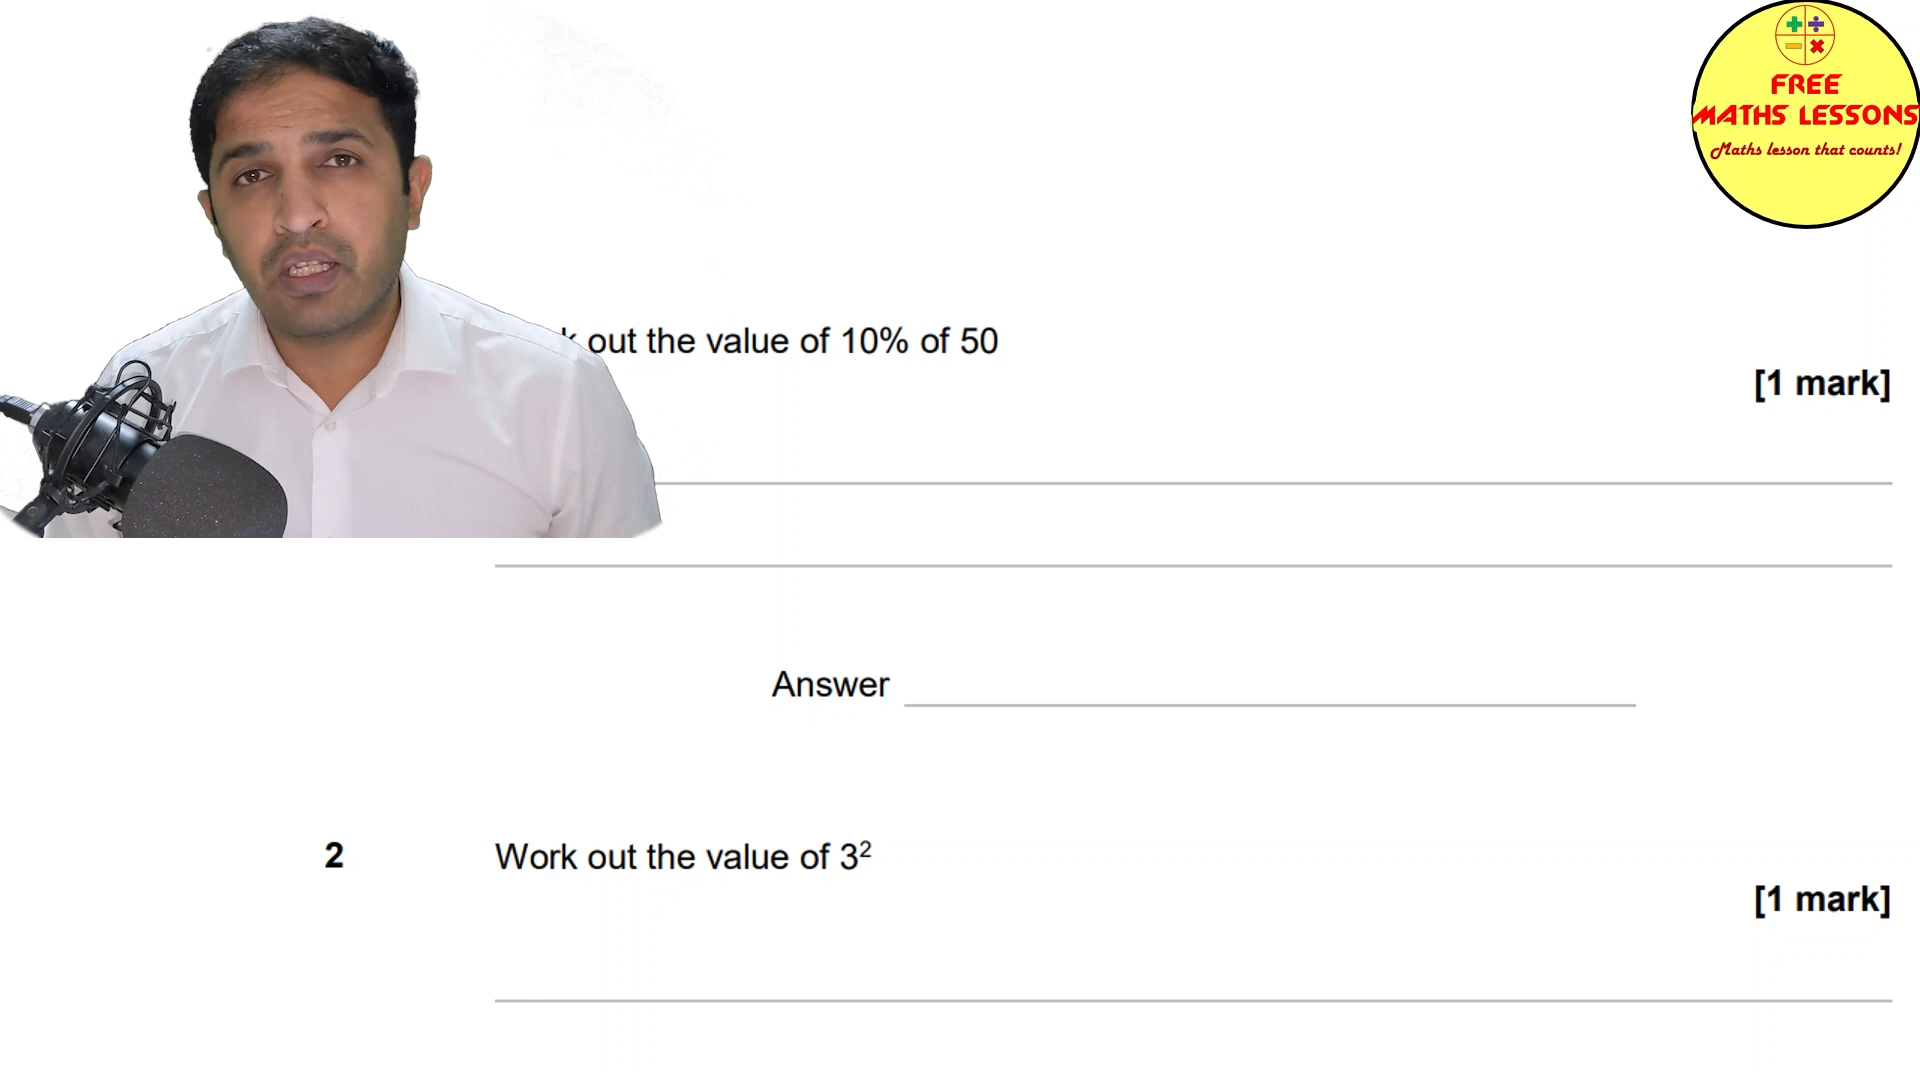 FREE
MATHS LESSONS
Maths lesson that counts!
out the value of 10% of 50
[1 mark]
Answer
2 Work out the value of 3²
[1 mark]